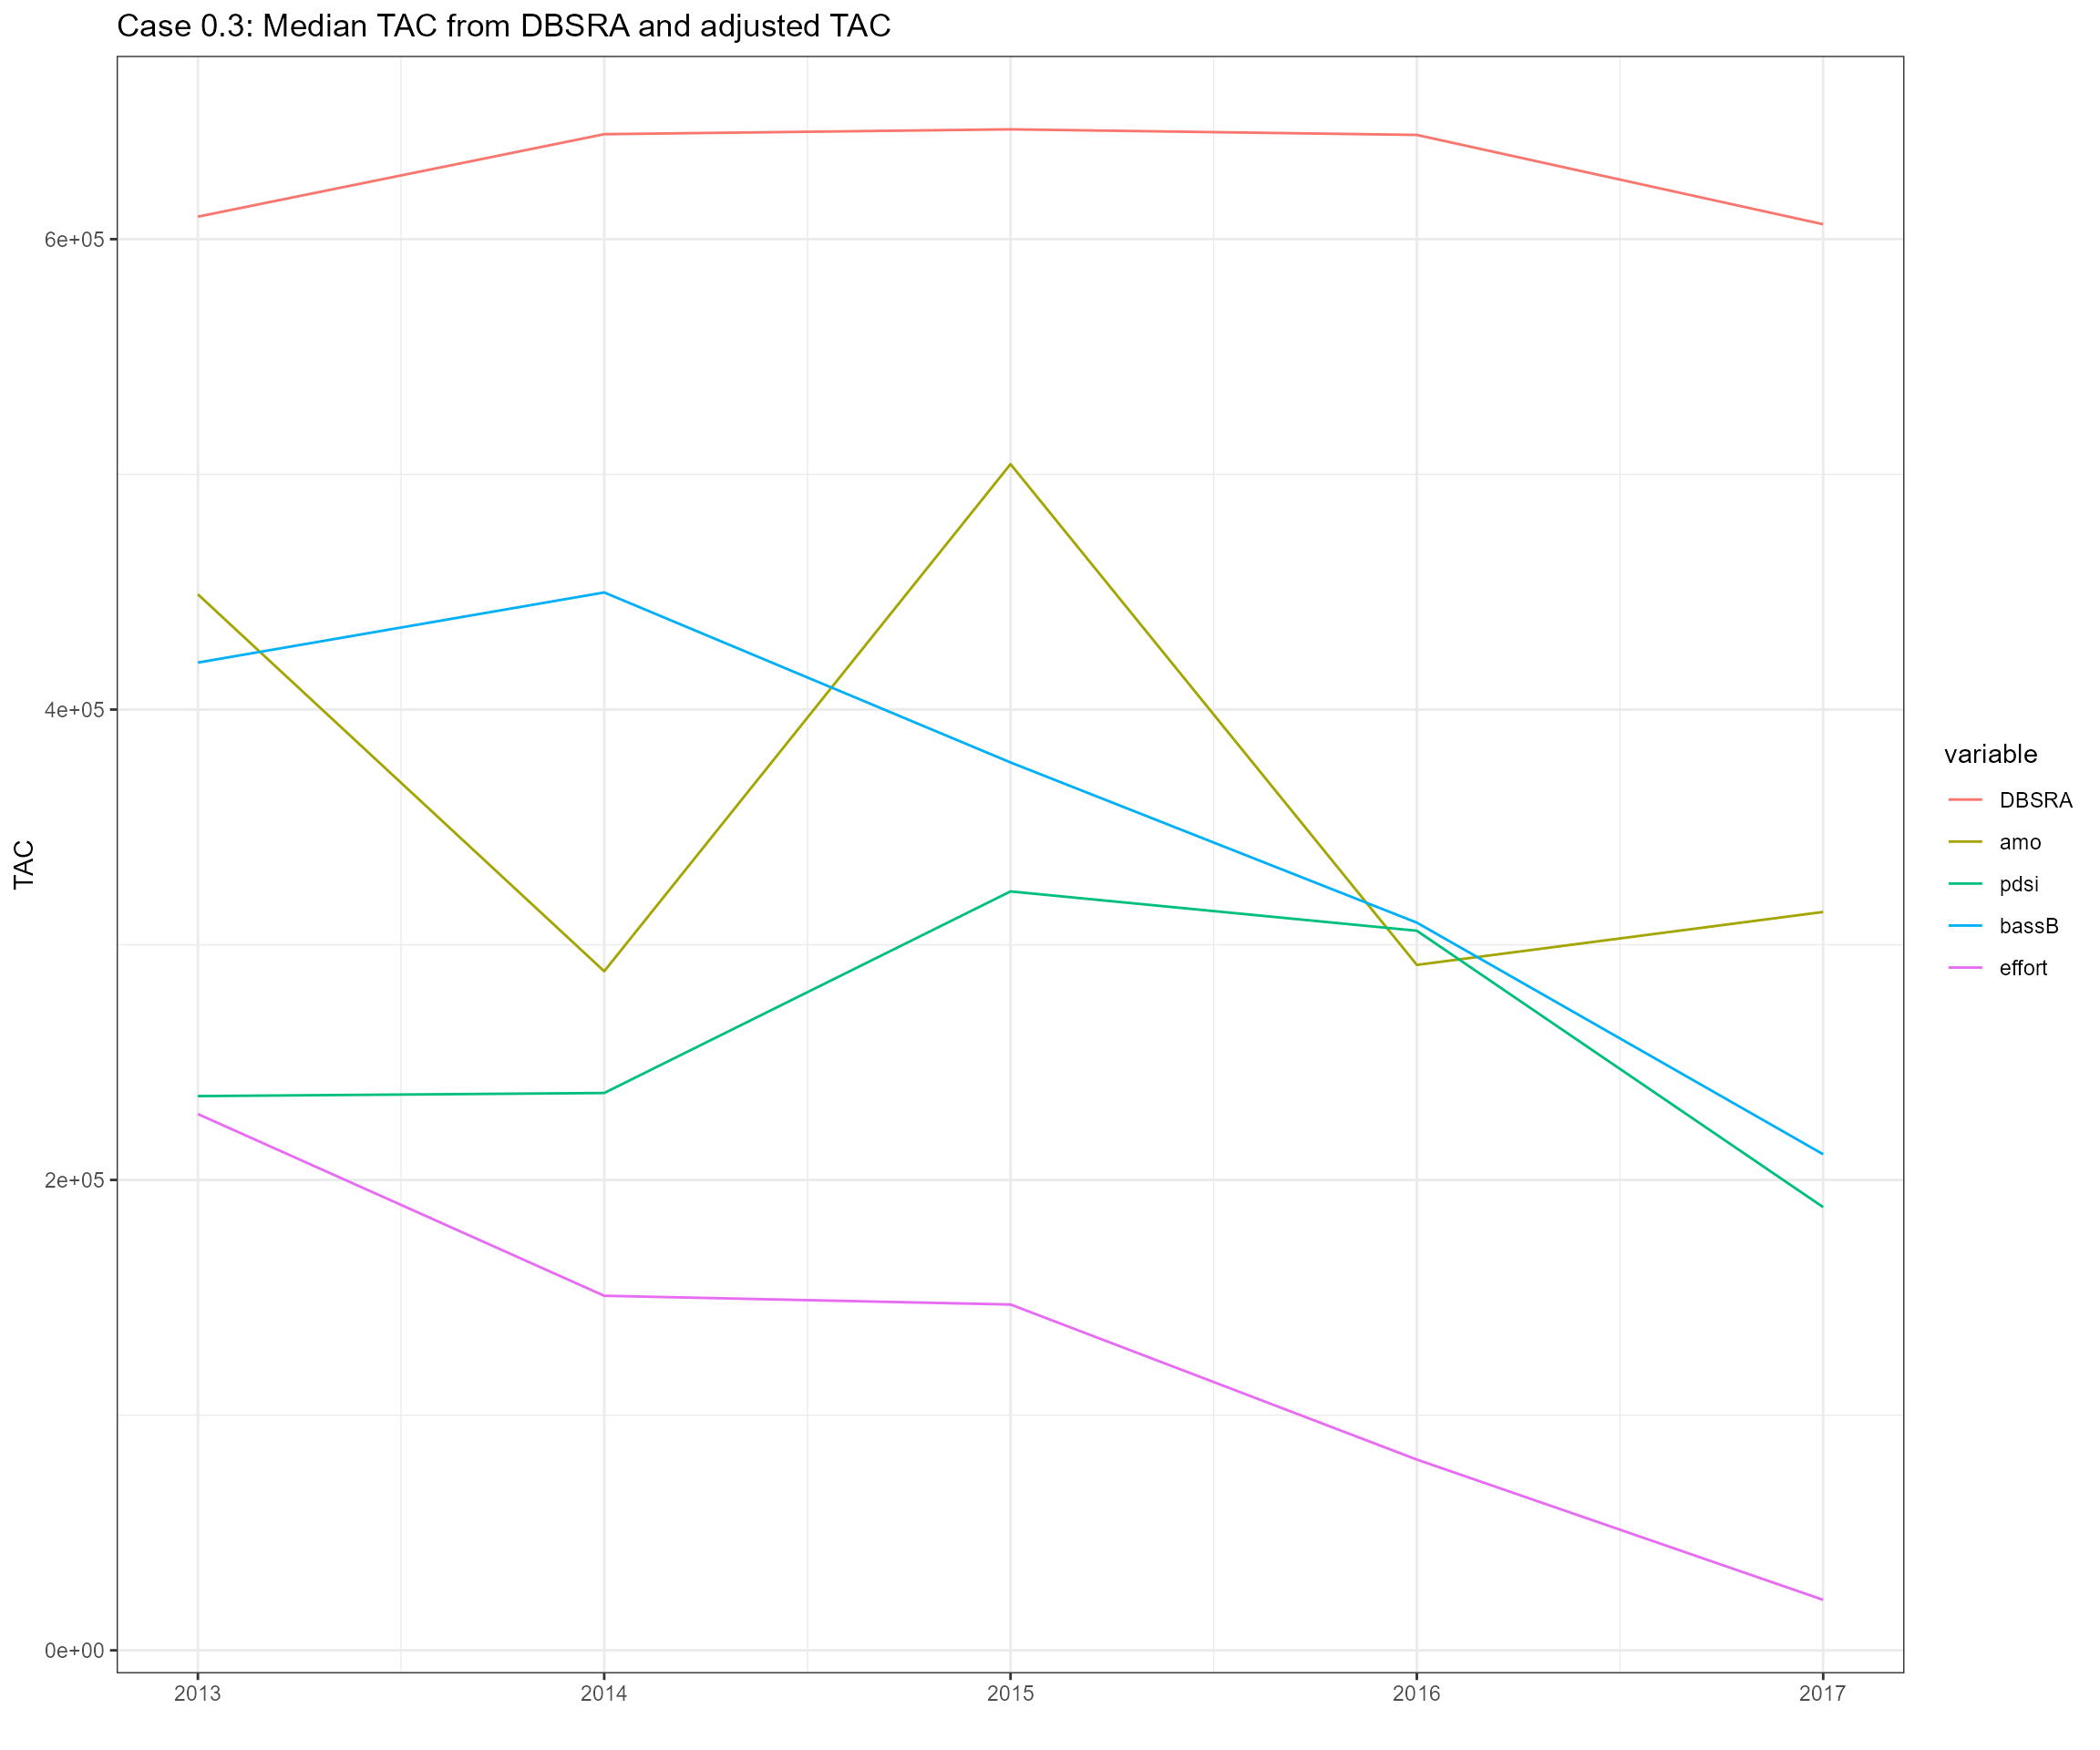 Case 0.3: Median TAC from DBSRA and adjusted TAC
TAC
6e+05
4e+05
2e+05
0e+00
2013 2014 2015 2016 2017
variable
DBSRA
amo
pdsi
bassB
effort